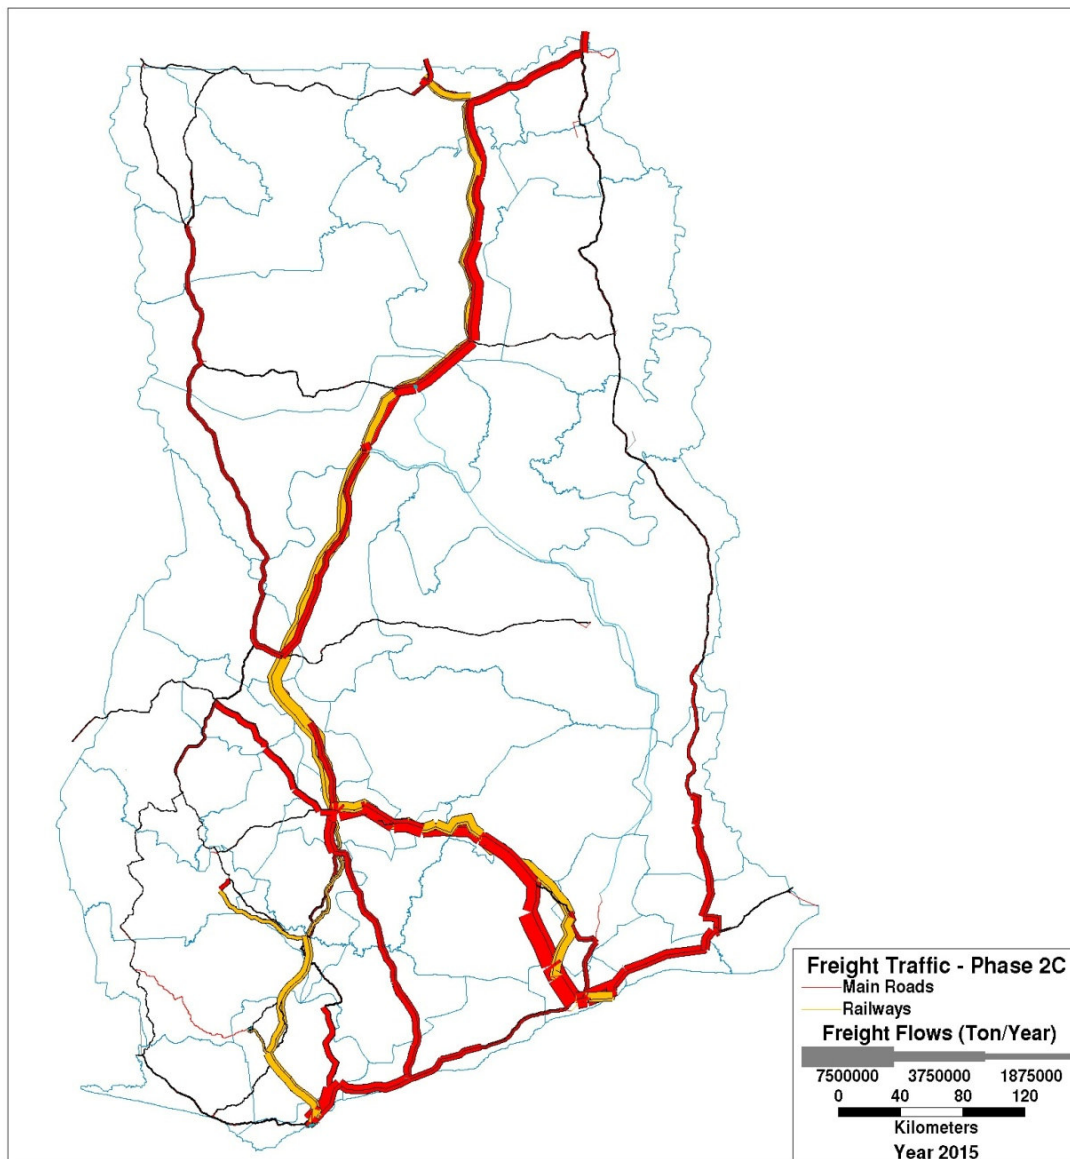 Freight Traffic - Phase 2C
Main Roads
Railways
Freight Flows (Ton/Year)
7500000 3750000 1875000
0 40 80 120
Kilometers
Year 2015